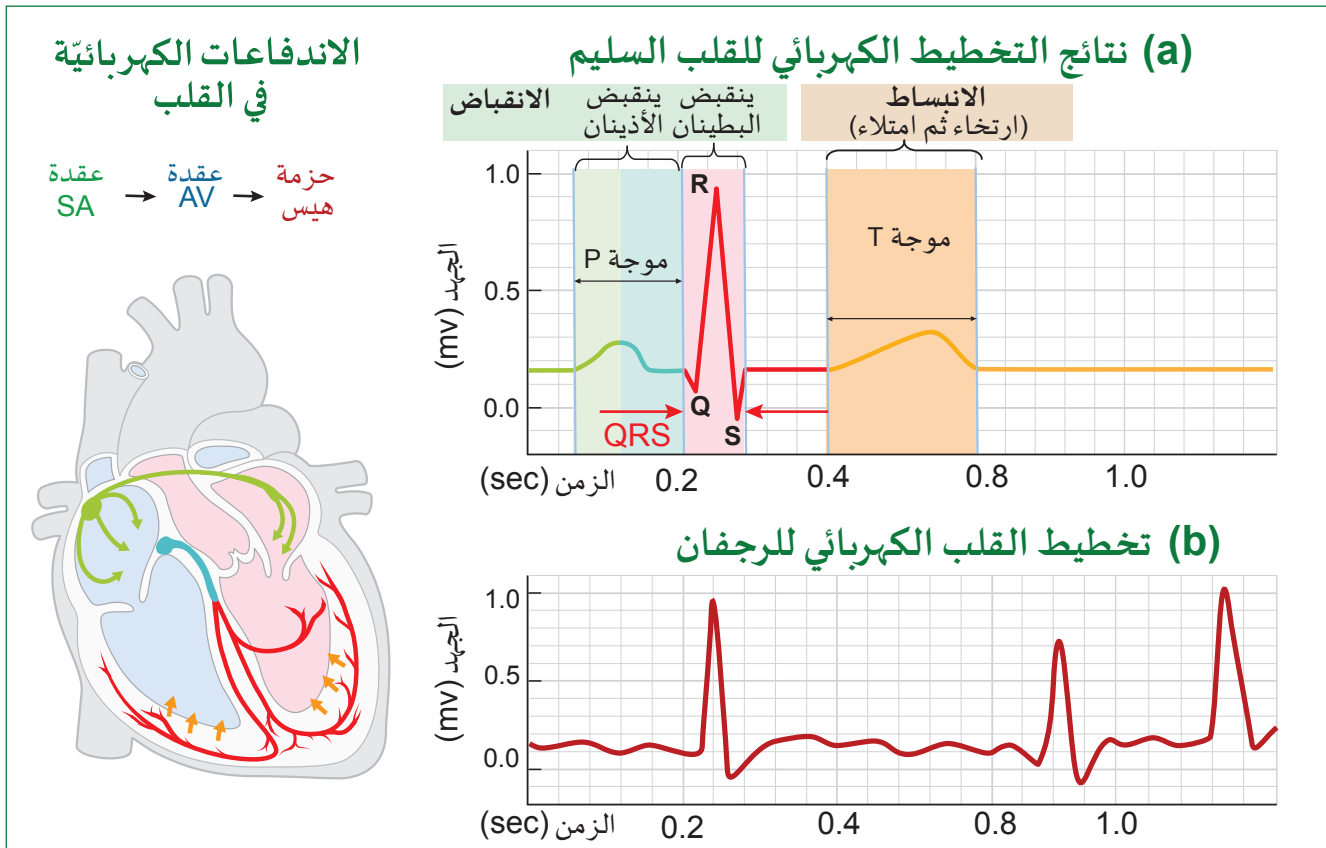 الاندفاعات الكهربائيّة
في القلب
عقدة SA → عقدة AV → حزمة هيس
(a) نتائج التخطيط الكهربائي للقلب السليم
الانقباض
ينقبض الأذينان
ينقبض البطينان
الانبساط
(ارتخاء ثم امتلاء)
الجهد (mv)
1.0
0.5
0.0
موجة P
R
Q
S
QRS
موجة T
الزمن (sec)
0.2
0.4
0.8
1.0
(b) تخطيط القلب الكهربائي للرجفان
الجهد (mv)
1.0
0.5
0.0
الزمن (sec)
0.2
0.4
0.8
1.0